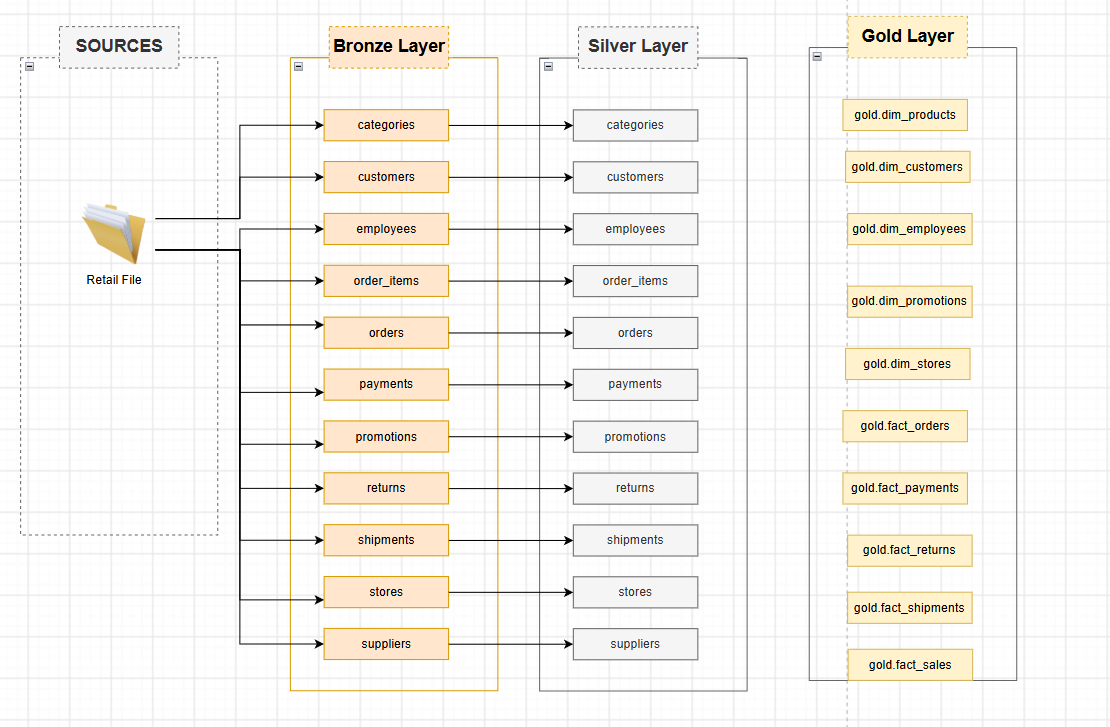 SOURCES
Retail File
Bronze Layer
categories
customers
employees
order_items
orders
payments
promotions
returns
shipments
stores
suppliers
Silver Layer
categories
customers
employees
order_items
orders
payments
promotions
returns
shipments
stores
suppliers
Gold Layer
gold.dim_products
gold.dim_customers
gold.dim_employees
gold.dim_promotions
gold.dim_stores
gold.fact_orders
gold.fact_payments
gold.fact_returns
gold.fact_shipments
gold.fact_sales